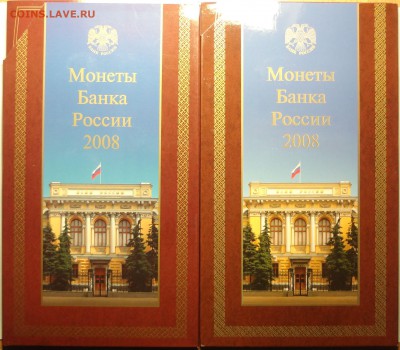 COINS.LAVE.RU
Монеты
Банка
России
2008
Монеты
Банка
России
2008